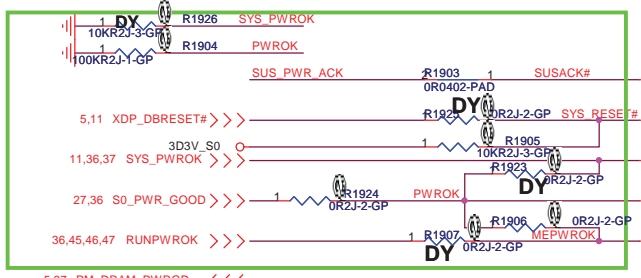 1 DY R1926 SYS_PWROK
10KR2J-3-GP
1 R1904 PWROK
100KR2J-1-GP
SUS_PWR_ACK 2 R1903 1 SUSACK#
0R0402-PAD
5,11 XDP_DBRESET# R1925 DY 0R2J-2-GP SYS_RESET#
3D3V_S0 1 R1905
10KR2J-3-GP
11,36,37 SYS_PWROK
R1923
DY 0R2J-2-GP
27,36 S0_PWR_GOOD 1 R1924 PWROK
0R2J-2-GP
R1906 0R2J-2-GP
36,45,46,47 RUNPWROK 1 R1907 MEPWROK
DY 0R2J-2-GP